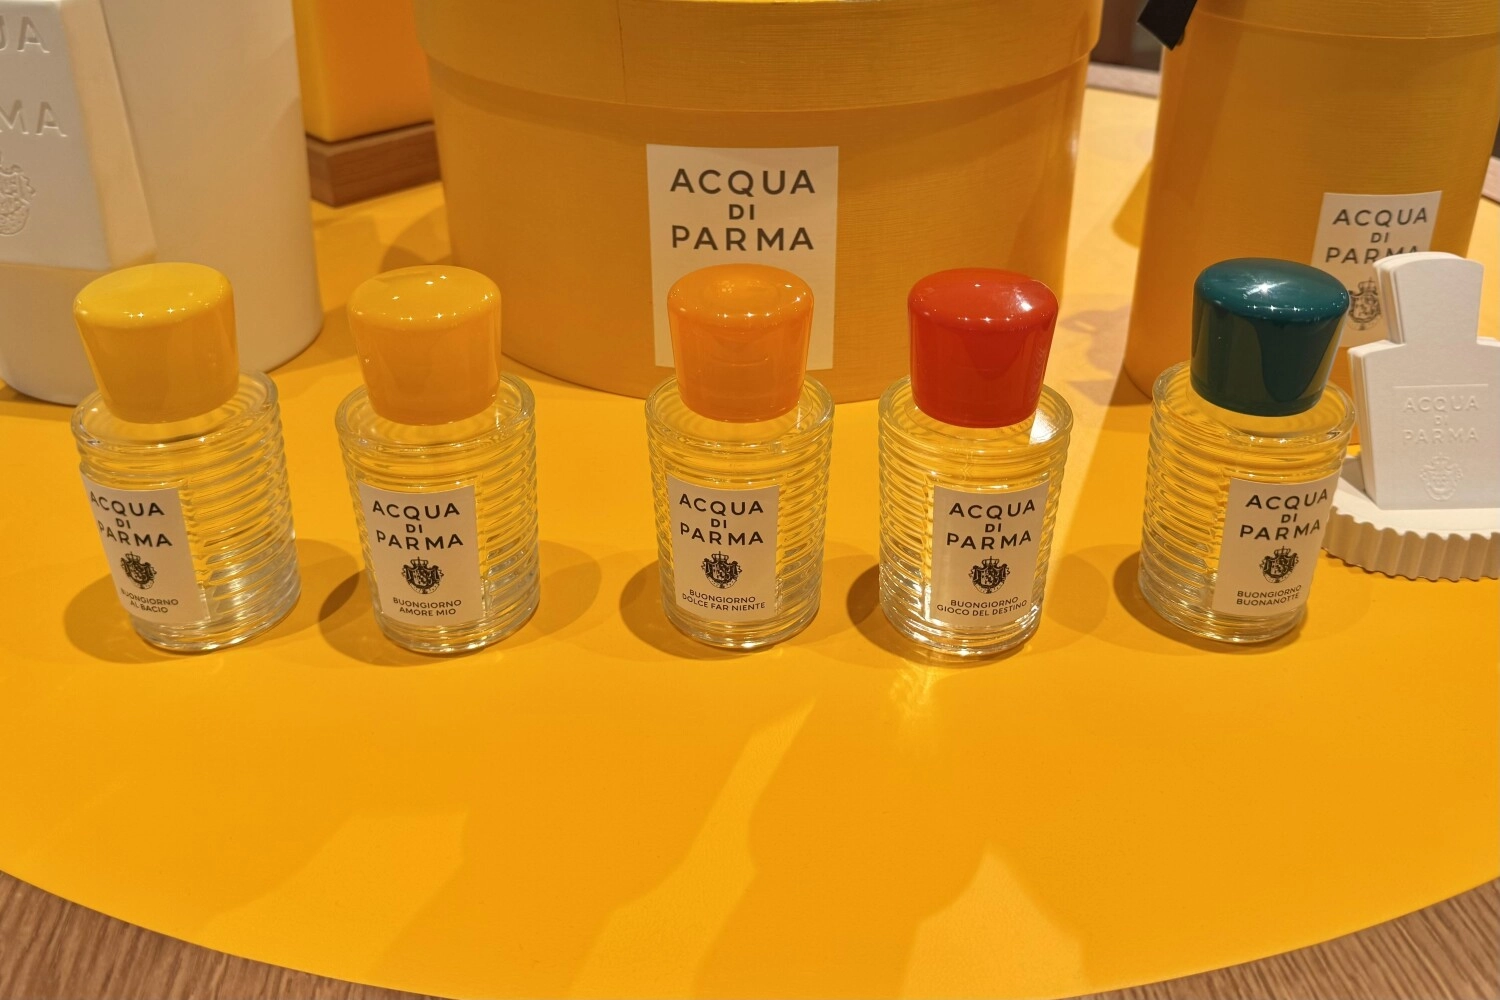 UA
MA
ACQUA
DI
PARMA
ACQUA
DI
PARMA
ACQUA
DI
PARMA
BUONGIORNO
AL BACIO
ACQUA
DI
PARMA
BUONGIORNO
AMORE MIO
ACQUA
DI
PARMA
BUONGIORNO
DOLCE FAR NIENTE
ACQUA
DI
PARMA
BUONGIORNO
GIOCO DEL DESTINO
ACQUA
DI
PARMA
BUONGIORNO
BUONANOTTE
ACQUA
DI
PARMA